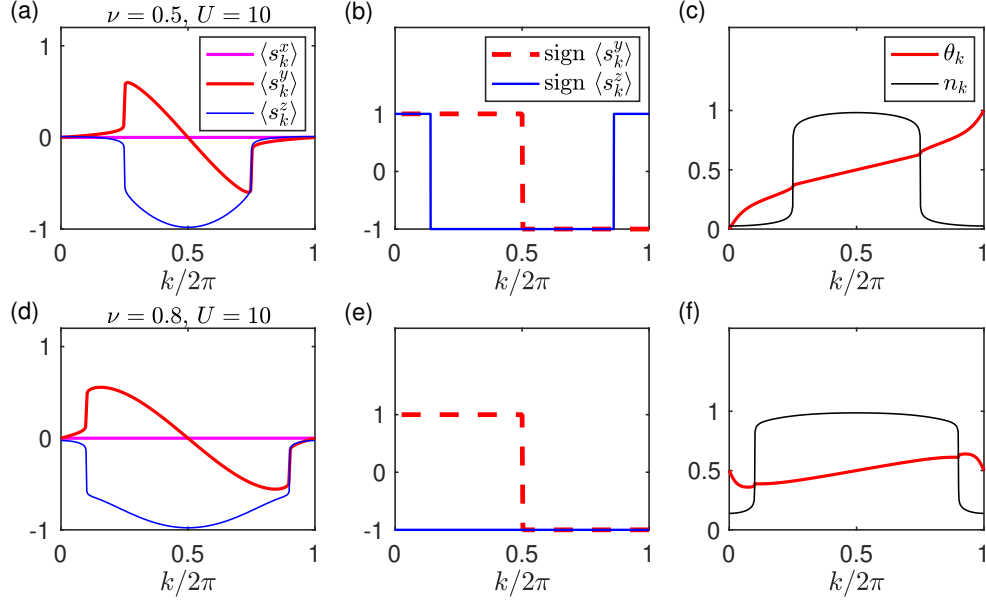 (a) ν = 0.5, U = 10
1
0
-1
0 0.5 1
k/2π
⟨s_k^x⟩
⟨s_k^y⟩
⟨s_k^z⟩
(b)
1
0
-1
0 0.5 1
k/2π
sign ⟨s_k^y⟩
sign ⟨s_k^z⟩
(c)
1
0.5
0
0 0.5 1
k/2π
θ_k
n_k
(d) ν = 0.8, U = 10
1
0
-1
0 0.5 1
k/2π
(e)
1
0
-1
0 0.5 1
k/2π
(f)
1
0.5
0
0 0.5 1
k/2π